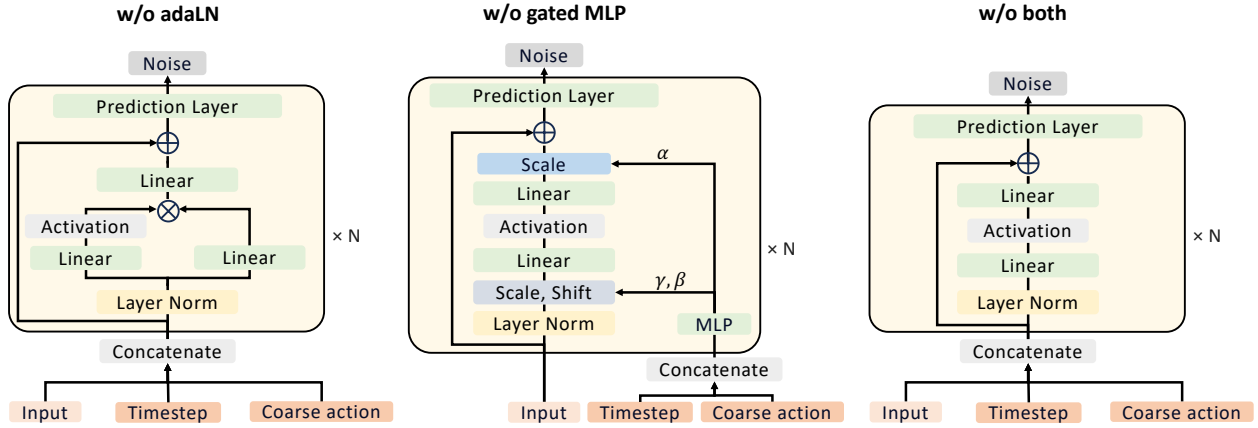 w/o adaLN
Noise
Prediction Layer
Linear
Activation
Linear
Linear
Layer Norm
× N
Concatenate
Input
Timestep
Coarse action
w/o gated MLP
Noise
Prediction Layer
Scale
α
Linear
Activation
Linear
Scale, Shift
γ, β
Layer Norm
MLP
× N
Concatenate
Input
Timestep
Coarse action
w/o both
Noise
Prediction Layer
Linear
Activation
Linear
Layer Norm
× N
Concatenate
Input
Timestep
Coarse action